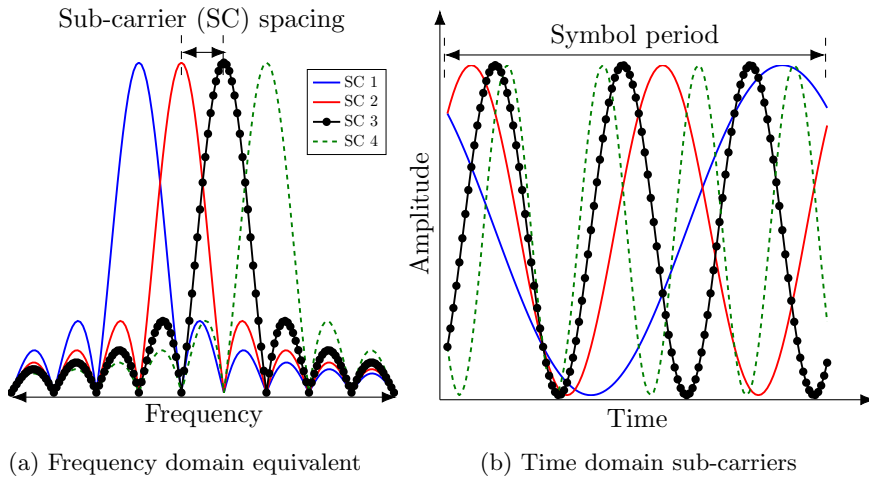 Sub-carrier (SC) spacing
SC 1
SC 2
SC 3
SC 4
Frequency
(a) Frequency domain equivalent
Symbol period
Amplitude
Time
(b) Time domain sub-carriers